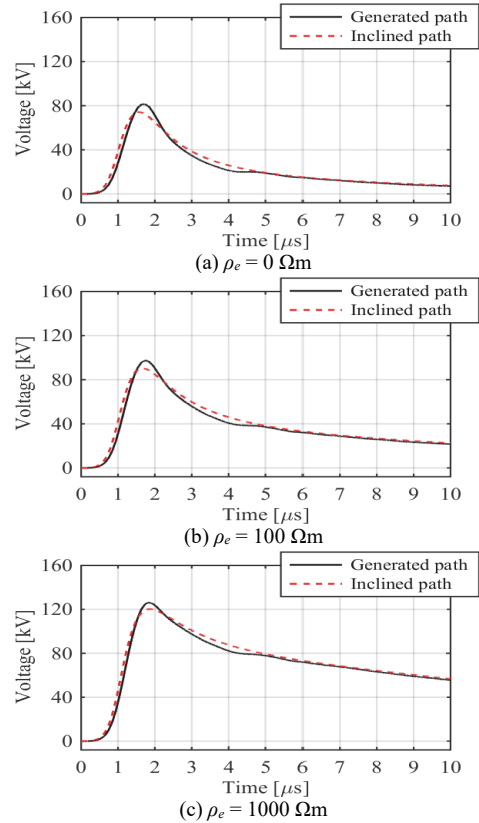 Generated path
Inclined path
160
120
80
40
0
Voltage [kV]
0 1 2 3 4 5 6 7 8 9 10
Time [μs]
(a) ρe = 0 Ωm
Generated path
Inclined path
160
120
80
40
0
Voltage [kV]
0 1 2 3 4 5 6 7 8 9 10
Time [μs]
(b) ρe = 100 Ωm
Generated path
Inclined path
160
120
80
40
0
Voltage [kV]
0 1 2 3 4 5 6 7 8 9 10
Time [μs]
(c) ρe = 1000 Ωm